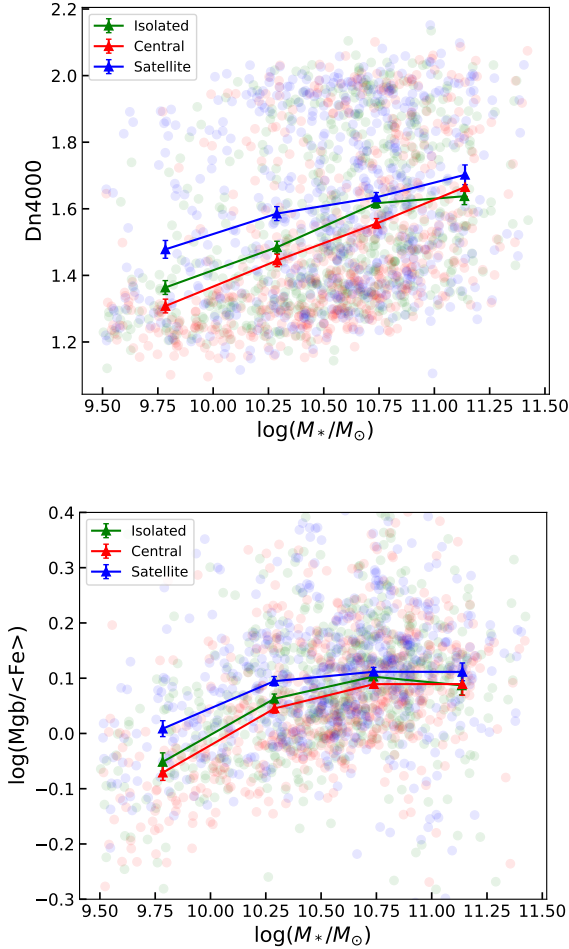 2.2
2.0
1.8
1.6
1.4
1.2
Dn4000
Isolated
Central
Satellite
9.50 9.75 10.00 10.25 10.50 10.75 11.00 11.25 11.50
log(M∗/M⊙)
0.4
0.3
0.2
0.1
0.0
−0.1
−0.2
−0.3
log(Mgb/<Fe>)
Isolated
Central
Satellite
9.50 9.75 10.00 10.25 10.50 10.75 11.00 11.25 11.50
log(M∗/M⊙)